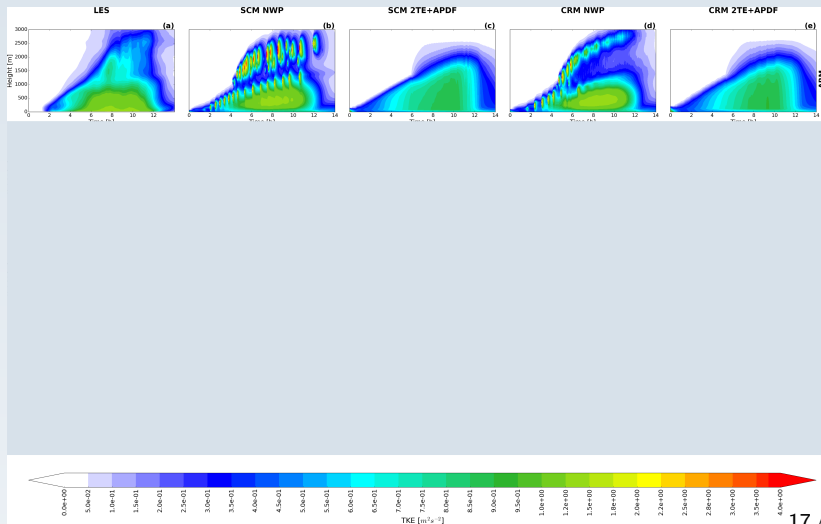 LES SCM NWP SCM 2TE+APDF CRM NWP CRM 2TE+APDF
(a) (b) (c) (d) (e)
Height [m]
3000
2500
2000
1500
1000
500
0
0 2 4 6 8 10 12 0 2 4 6 8 10 12 14 0 2 4 6 8 10 12 14 0 2 4 6 8 10 12 14 0 2 4 6 8 10 12 14
0.0e+00 5.0e-02 1.0e-01 1.5e-01 2.0e-01 2.5e-01 3.0e-01 3.5e-01 4.0e-01 4.5e-01 5.0e-01 5.5e-01 6.0e-01 6.5e-01 7.0e-01 7.5e-01 8.0e-01 8.5e-01 9.0e-01 9.5e-01 1.0e+00 1.2e+00 1.5e+00 1.8e+00 2.0e+00 2.2e+00 2.5e+00 2.8e+00 3.0e+00 3.5e+00 4.0e+00
TKE [m²s⁻²]
17